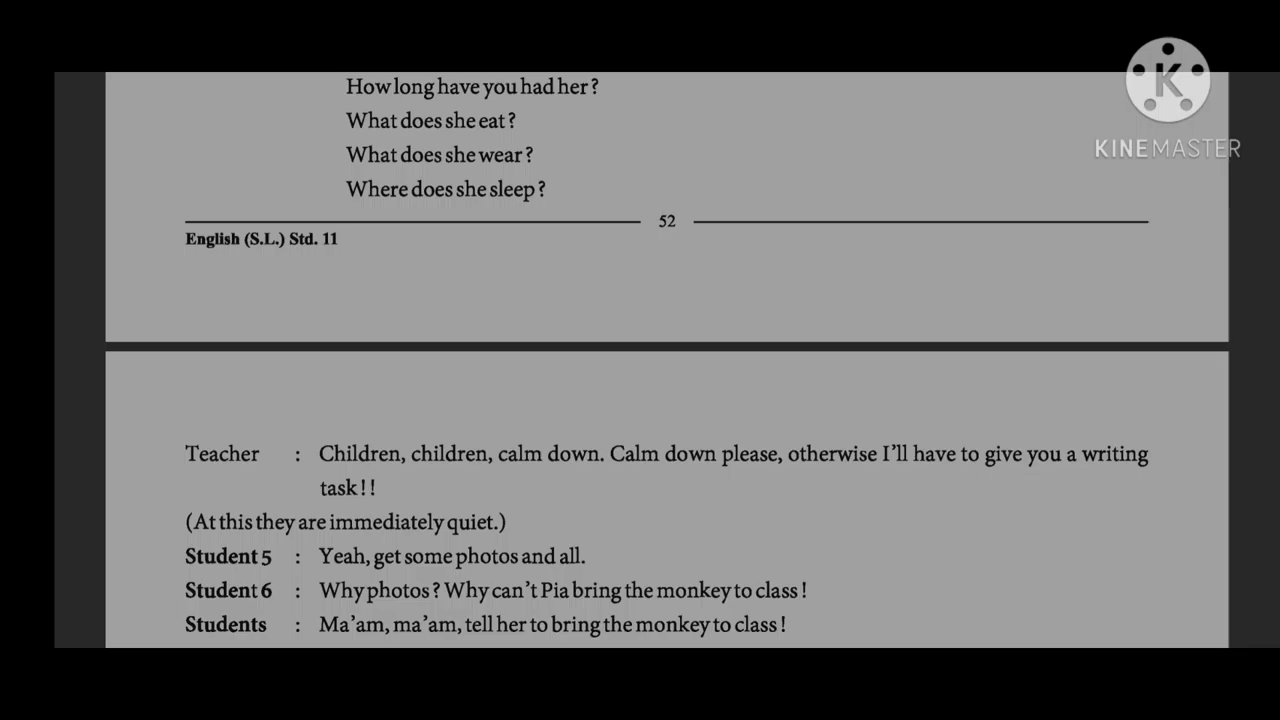 How long have you had her?
What does she eat?
What does she wear?
Where does she sleep?
52
English (S.L.) Std. 11
K
KINEMASTER
Teacher : Children, children, calm down. Calm down please, otherwise I'll have to give you a writing
task!!
(At this they are immediately quiet.)
Student 5 : Yeah, get some photos and all.
Student 6 : Why photos? Why can't Pia bring the monkey to class!
Students : Ma'am, ma'am, tell her to bring the monkey to class!